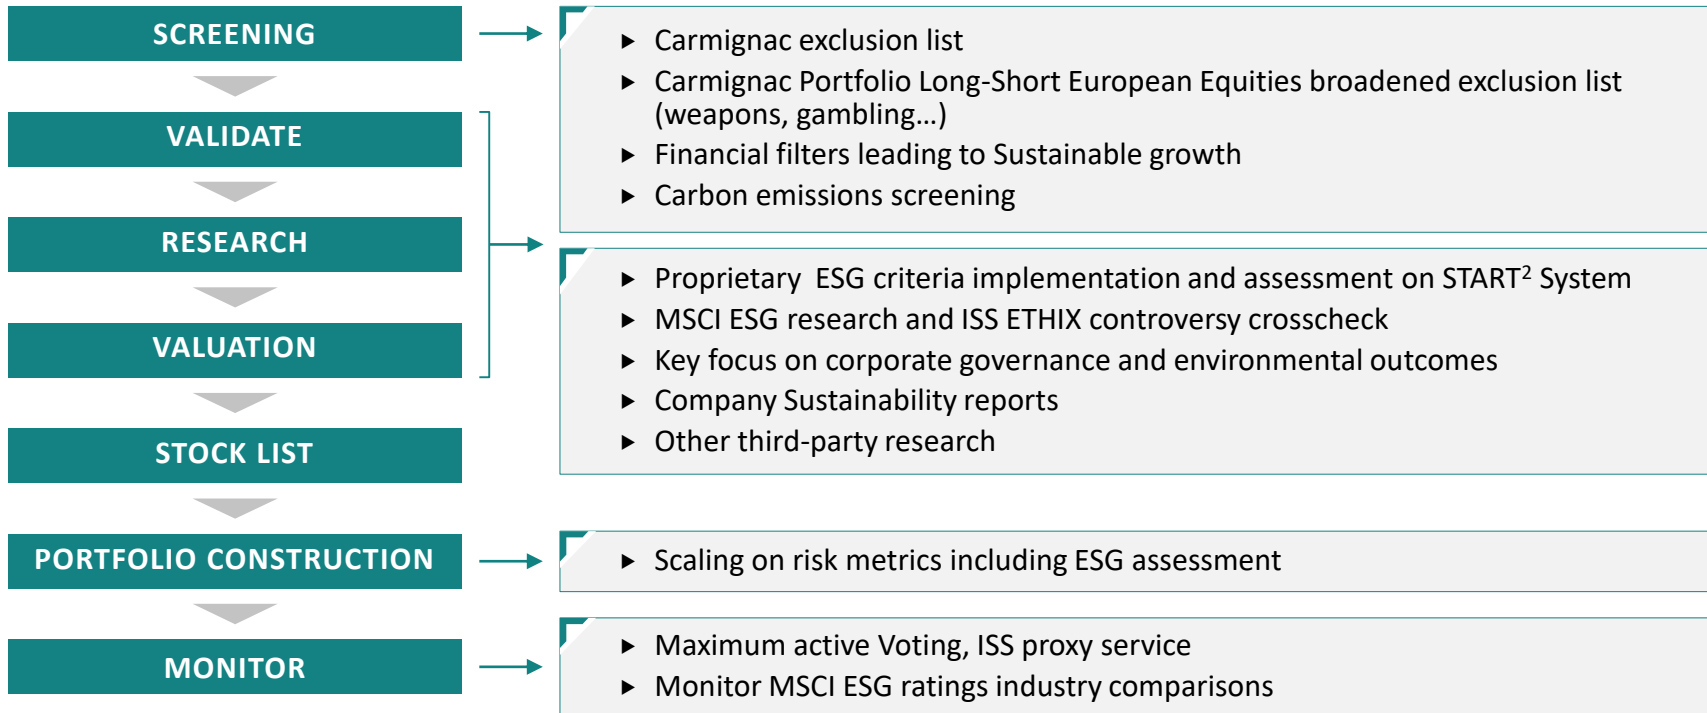 SCREENING
▶ Carmignac exclusion list
▶ Carmignac Portfolio Long-Short European Equities broadened exclusion list
(weapons, gambling...)
▶ Financial filters leading to Sustainable growth
▶ Carbon emissions screening
VALIDATE
RESEARCH
VALUATION
▶ Proprietary ESG criteria implementation and assessment on START² System
▶ MSCI ESG research and ISS ETHIX controversy crosscheck
▶ Key focus on corporate governance and environmental outcomes
▶ Company Sustainability reports
▶ Other third-party research
STOCK LIST
PORTFOLIO CONSTRUCTION
▶ Scaling on risk metrics including ESG assessment
MONITOR
▶ Maximum active Voting, ISS proxy service
▶ Monitor MSCI ESG ratings industry comparisons